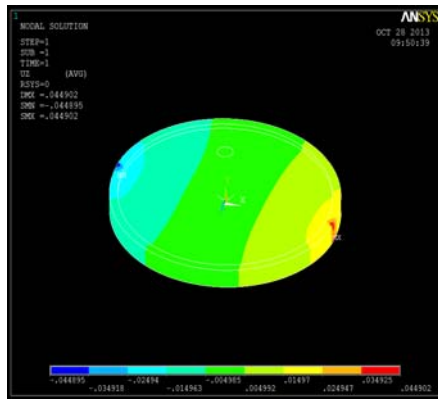 1
NODAL SOLUTION
ANSYS
OCT 28 2013
09:50:39
STEP=1
SUB =1
TIME=1
UZ (AVG)
RSYS=0
DMX =.044902
SMN =-.044895
SMX =.044902
X
MX
-.044895 -.02494 -.004985 .01497 .034925
-.034918 -.014963 .004992 .024947 .044902